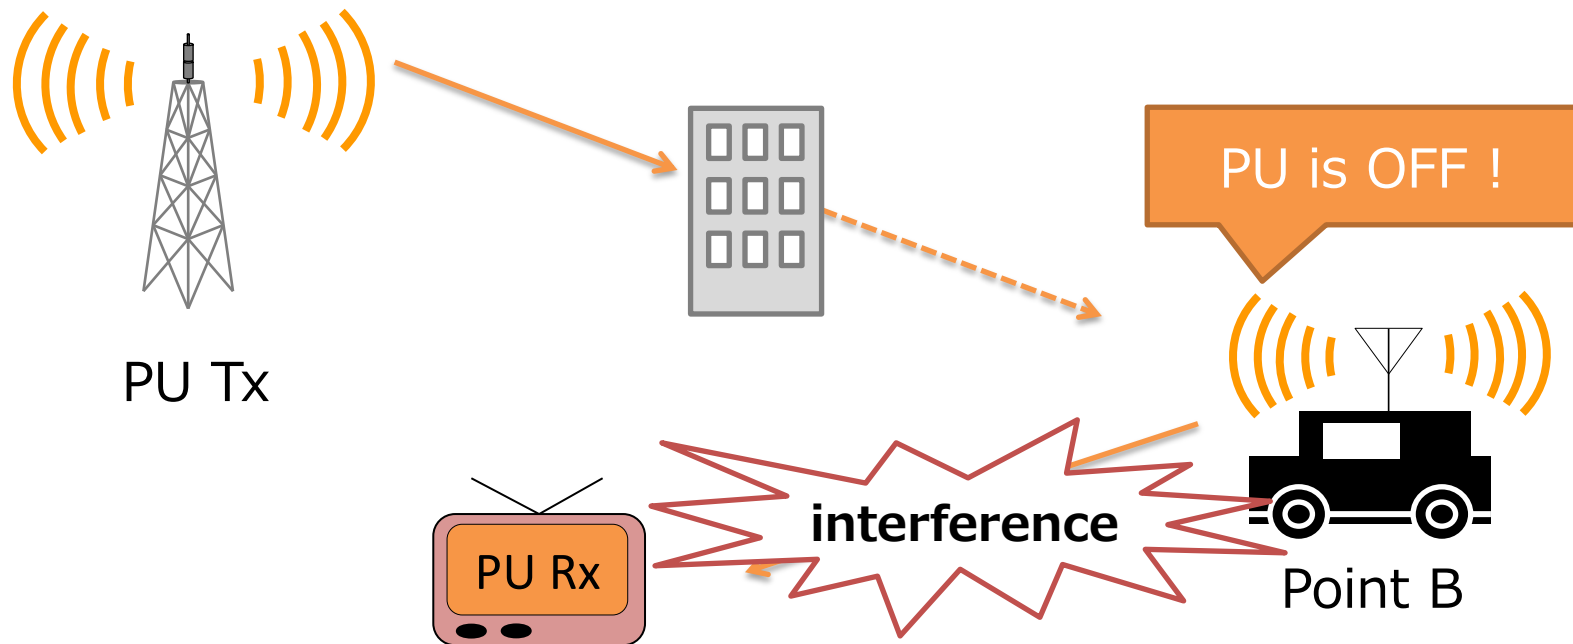 PU is OFF !
PU Tx
interference
PU Rx
Point B